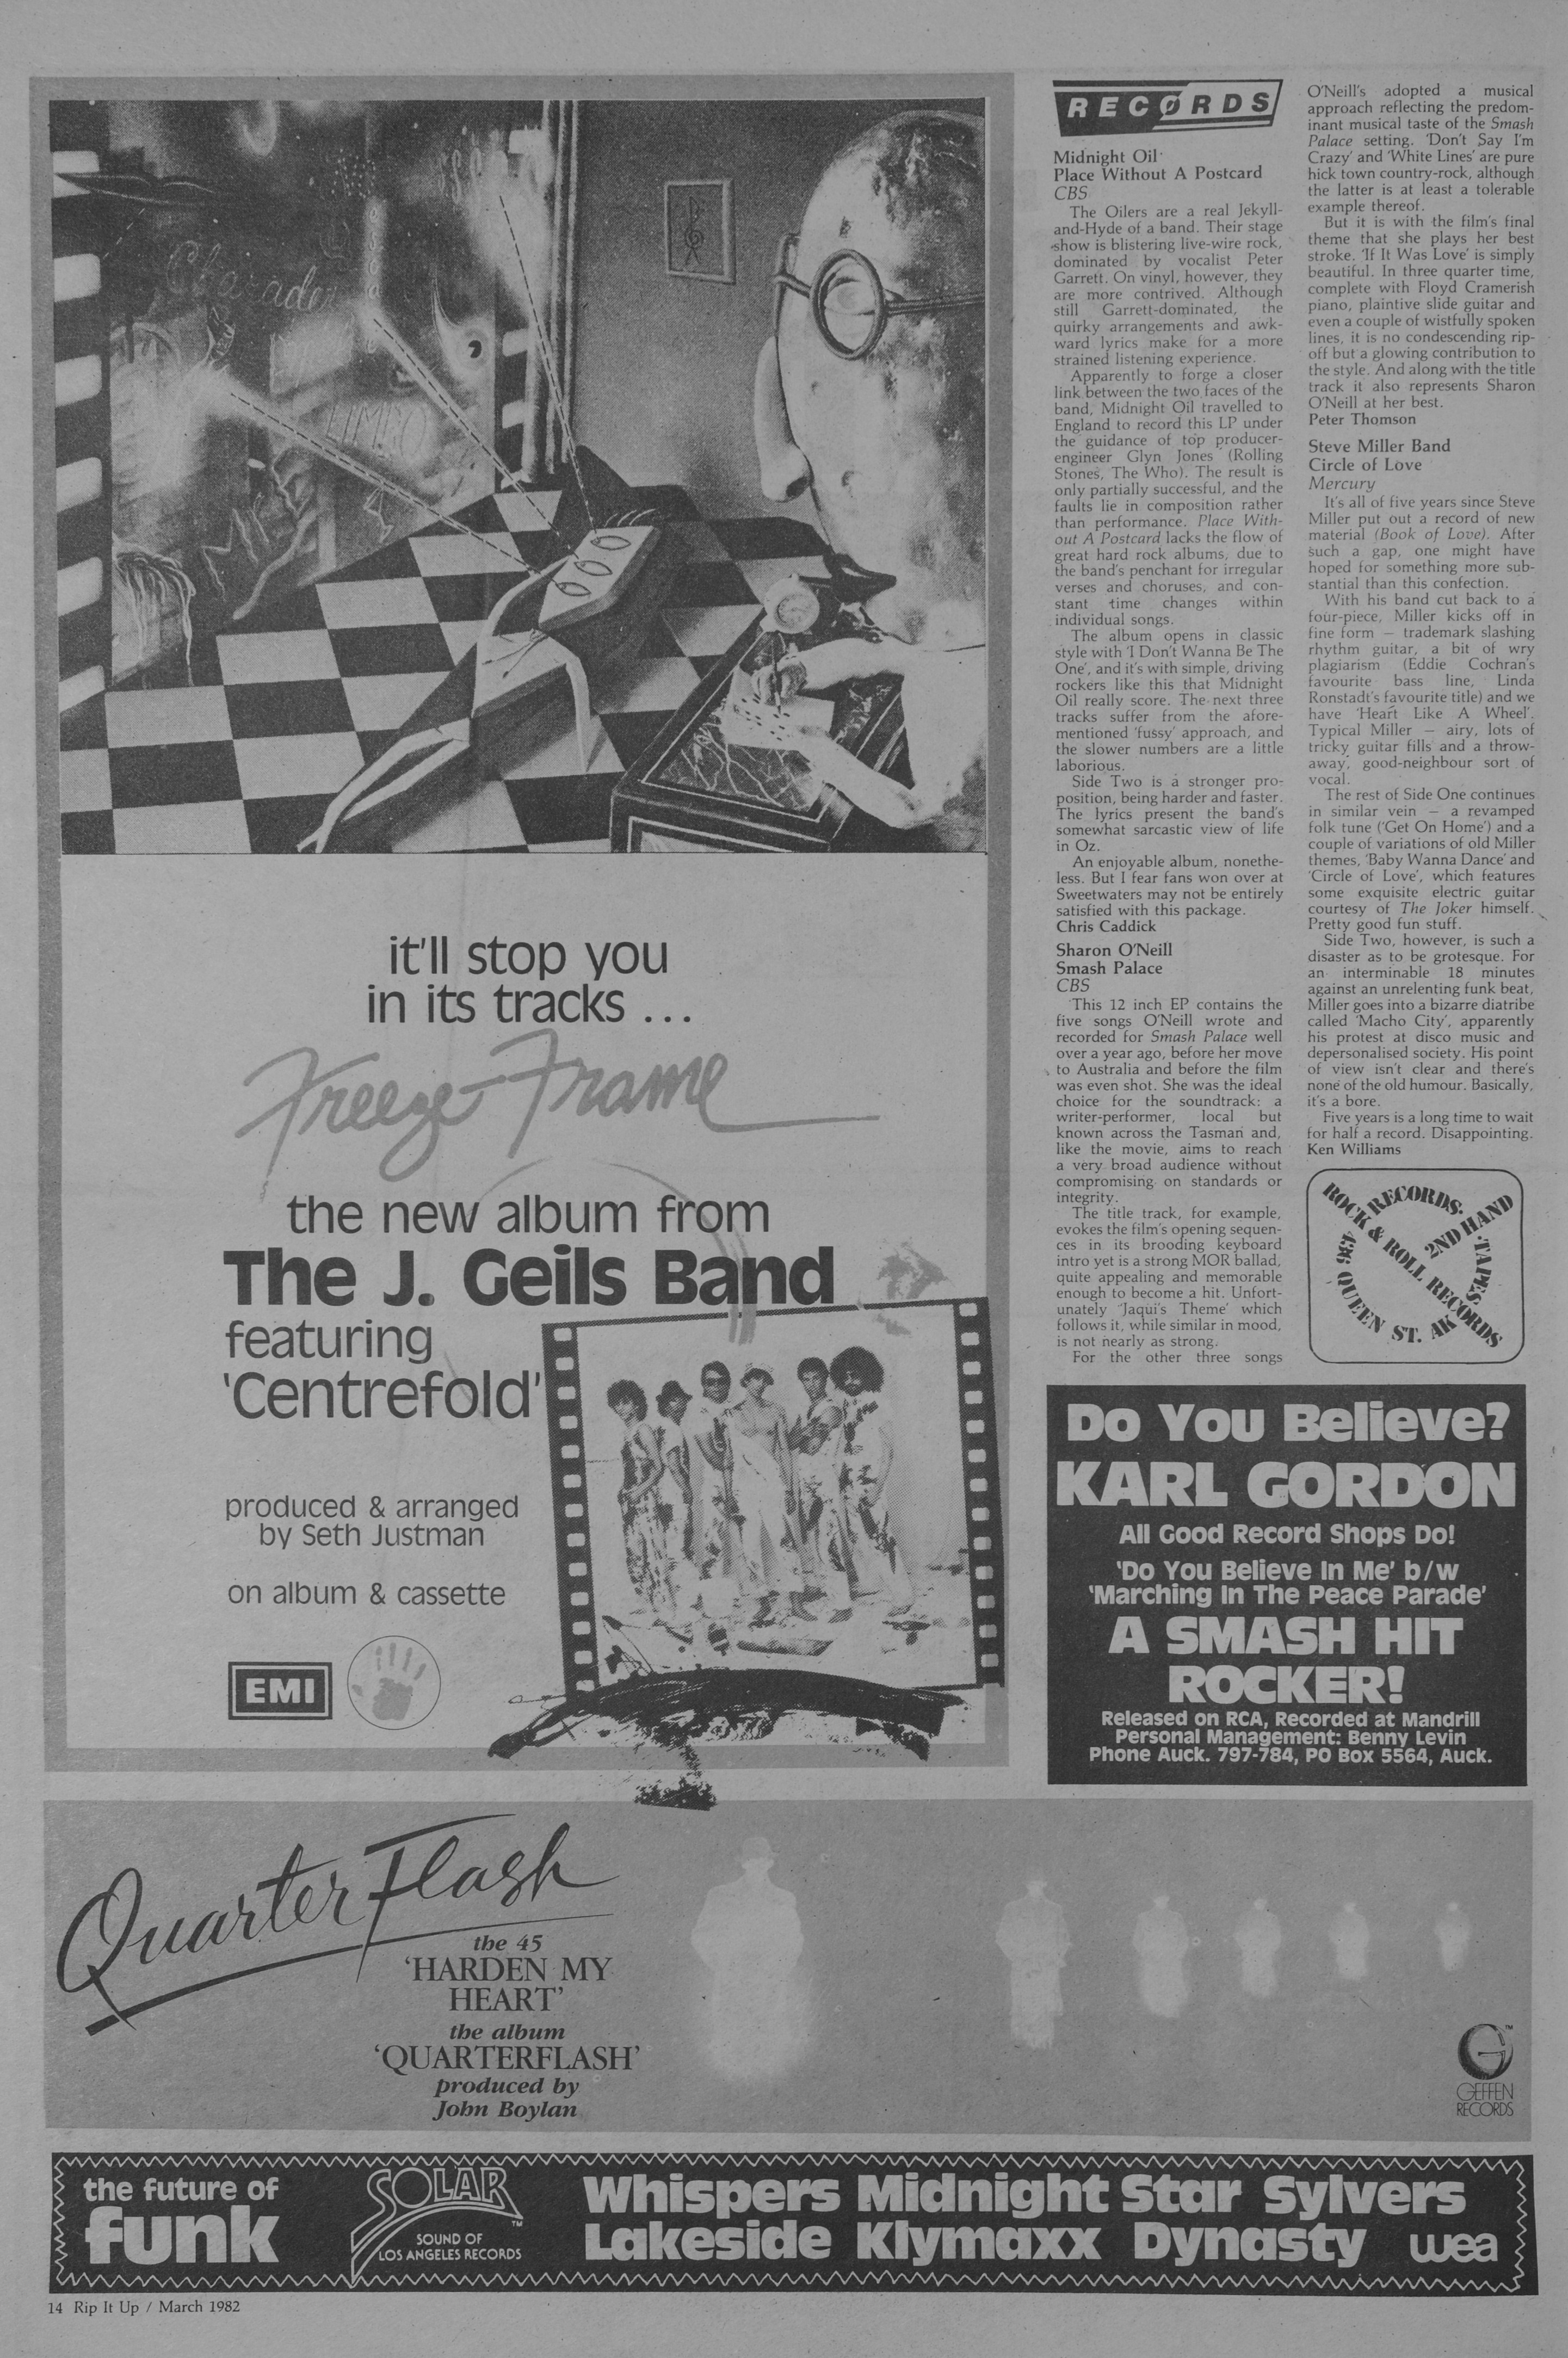 Charade
LIMBO
it'll stop you
in its tracks ...
Freeze-Frame
the new album from
The J. Geils Band
featuring
'Centrefold'
produced & arranged
by Seth Justman
on album & cassette
EMI
RECORDS
Midnight Oil
Place Without A Postcard
CBS
The Oilers are a real Jekyll-
and-Hyde of a band. Their stage
show is blistering live-wire rock,
dominated by vocalist Peter
Garrett. On vinyl, however, they
are more contrived. Although
still Garrett-dominated, the
quirky arrangements and awk-
ward lyrics make for a more
strained listening experience.
Apparently to forge a closer
link between the two faces of the
band, Midnight Oil travelled to
England to record this LP under
the guidance of top producer-
engineer Glyn Jones (Rolling
Stones, The Who). The result is
only partially successful, and the
faults lie in composition rather
than performance. Place With-
out A Postcard lacks the flow of
great hard rock albums, due to
the band's penchant for irregular
verses and choruses, and con-
stant time changes within
individual songs.
The album opens in classic
style with 'I Don't Wanna Be The
One', and it's with simple, driving
rockers like this that Midnight
Oil really score. The next three
tracks suffer from the afore-
mentioned 'fussy' approach, and
the slower numbers are a little
laborious.
Side Two is a stronger pro-
position, being harder and faster.
The lyrics present the band's
somewhat sarcastic view of life
in Oz.
An enjoyable album, nonethe-
less. But I fear fans won over at
Sweetwaters may not be entirely
satisfied with this package.
Chris Caddick
Sharon O'Neill
Smash Palace
CBS
This 12 inch EP contains the
five songs O'Neill wrote and
recorded for Smash Palace well
over a year ago, before her move
to Australia and before the film
was even shot. She was the ideal
choice for the soundtrack: a
writer-performer, local but
known across the Tasman and,
like the movie, aims to reach
a very broad audience without
compromising on standards or
integrity.
The title track, for example,
evokes the film's opening sequen-
ces in its brooding keyboard
intro yet is a strong MOR ballad,
quite appealing and memorable
enough to become a hit. Unfort-
unately 'Jaqui's Theme' which
follows it, while similar in mood,
is not nearly as strong.
For the other three songs
O'Neill's adopted a musical
approach reflecting the predom-
inant musical taste of the Smash
Palace setting. 'Don't Say I'm
Crazy' and 'White Lines' are pure
hick town country-rock, although
the latter is at least a tolerable
example thereof.
But it is with the film's final
theme that she plays her best
stroke. 'If It Was Love' is simply
beautiful. In three quarter time,
complete with Floyd Cramerish
piano, plaintive slide guitar and
even a couple of wistfully spoken
lines, it is no condescending rip-
off but a glowing contribution to
the style. And along with the title
track it also represents Sharon
O'Neill at her best.
Peter Thomson
Steve Miller Band
Circle of Love
Mercury
It's all of five years since Steve
Miller put out a record of new
material (Book of Love). After
such a gap, one might have
hoped for something more sub-
stantial than this confection.
With his band cut back to a
four-piece, Miller kicks off in
fine form — trademark slashing
rhythm guitar, a bit of wry
plagiarism (Eddie Cochran's
favourite bass line, Linda
Ronstadt's favourite title) and we
have 'Heart Like A Wheel'.
Typical Miller — airy, lots of
tricky guitar fills and a throw-
away, good-neighbour sort of
vocal.
The rest of Side One continues
in similar vein — a revamped
folk tune ('Get On Home') and a
couple of variations of old Miller
themes, 'Baby Wanna Dance' and
'Circle of Love', which features
some exquisite electric guitar
courtesy of The Joker himself.
Pretty good fun stuff.
Side Two, however, is such a
disaster as to be grotesque. For
an interminable 18 minutes
against an unrelenting funk beat,
Miller goes into a bizarre diatribe
called 'Macho City', apparently
his protest at disco music and
depersonalised society. His point
of view isn't clear and there's
none of the old humour. Basically,
it's a bore.
Five years is a long time to wait
for half a record. Disappointing.
Ken Williams
ROCK & ROLL RECORDS
RECORDS·
2ND HAND
·TAPES·
436 QUEEN ST. AK
Do You Believe?
KARL GORDON
All Good Record Shops Do!
'Do You Believe In Me' b/w
'Marching In The Peace Parade'
A SMASH HIT
ROCKER!
Released on RCA, Recorded at Mandrill
Personal Management: Benny Levin
Phone Auck. 797-784, PO Box 5564, Auck.
QuarterFlash
the 45
'HARDEN MY
HEART'
the album
'QUARTERFLASH'
produced by
John Boylan
G™
GEFFEN
RECORDS
the future of
funk
SOLAR™
SOUND OF
LOS ANGELES RECORDS
Whispers Midnight Star Sylvers
Lakeside Klymaxx Dynasty wea
14 Rip It Up / March 1982